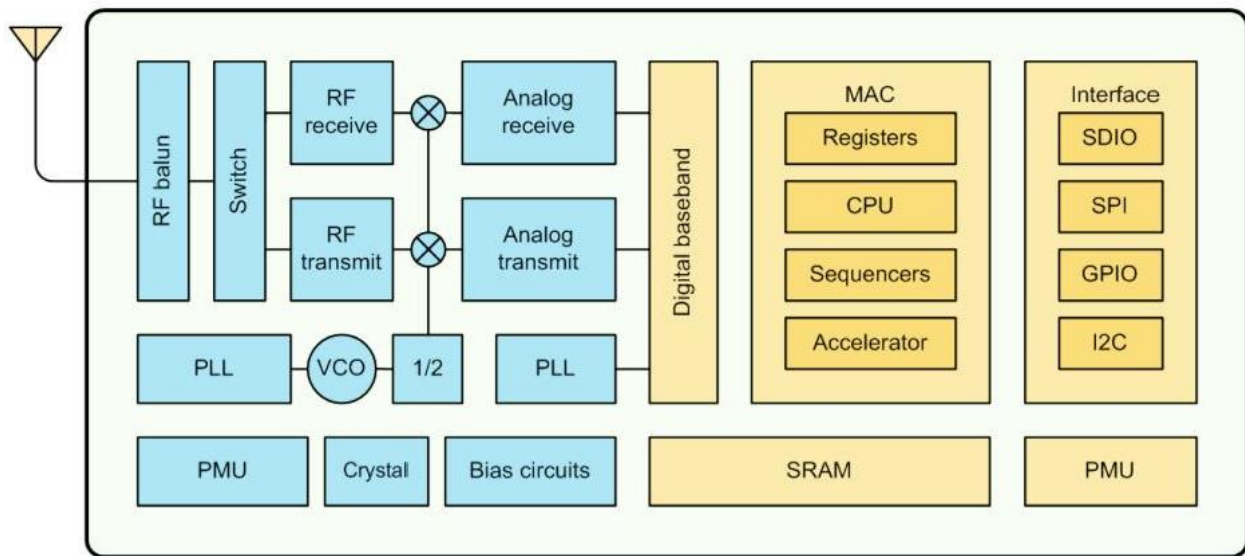 RF balun
Switch
RF
receive
Analog
receive
RF
transmit
Analog
transmit
PLL
VCO
1/2
PLL
Digital baseband
MAC
Registers
CPU
Sequencers
Accelerator
Interface
SDIO
SPI
GPIO
I2C
PMU
Crystal
Bias circuits
SRAM
PMU